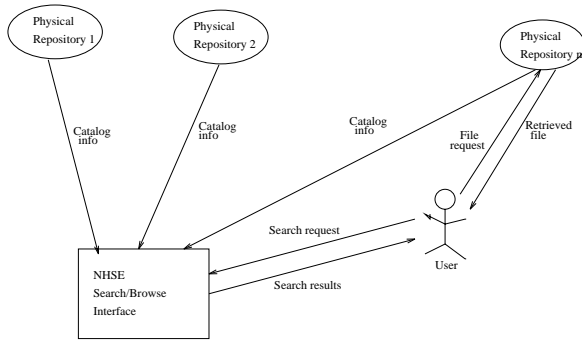 Physical
Repository 1
Physical
Repository 2
Physical
Repository n
Catalog
info
Catalog
info
Catalog
info
File
request
Retrieved
file
Search request
User
NHSE
Search/Browse
Interface
Search results